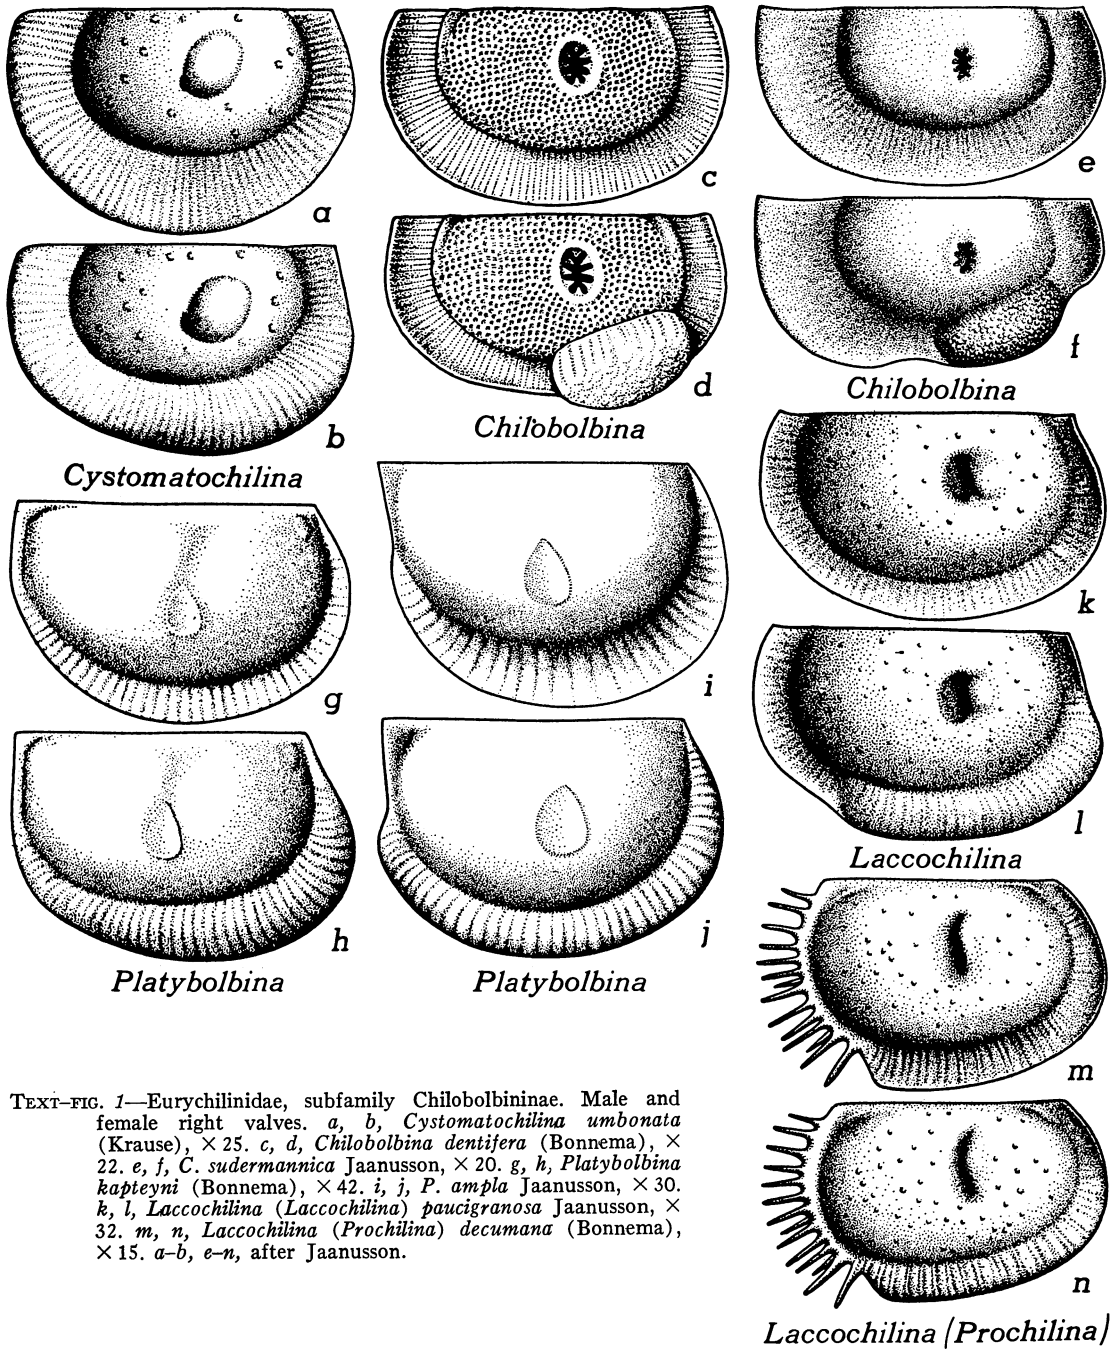 a
b
Cystomatochilina
c
d
Chilobolbina
e
f
Chilobolbina
g
h
Platybolbina
i
j
Platybolbina
k
l
Laccochilina
m
n
Laccochilina (Prochilina)
TEXT–FIG. 1—Eurychilinidae, subfamily Chilobolbininae. Male and
female right valves. a, b, Cystomatochilina umbonata
(Krause), × 25. c, d, Chilobolbina dentifera (Bonnema), ×
22. e, f, C. sudermannica Jaanusson, × 20. g, h, Platybolbina
kapteyni (Bonnema), × 42. i, j, P. ampla Jaanusson, × 30.
k, l, Laccochilina (Laccochilina) paucigranosa Jaanusson, ×
32. m, n, Laccochilina (Prochilina) decumana (Bonnema),
× 15. a–b, e–n, after Jaanusson.